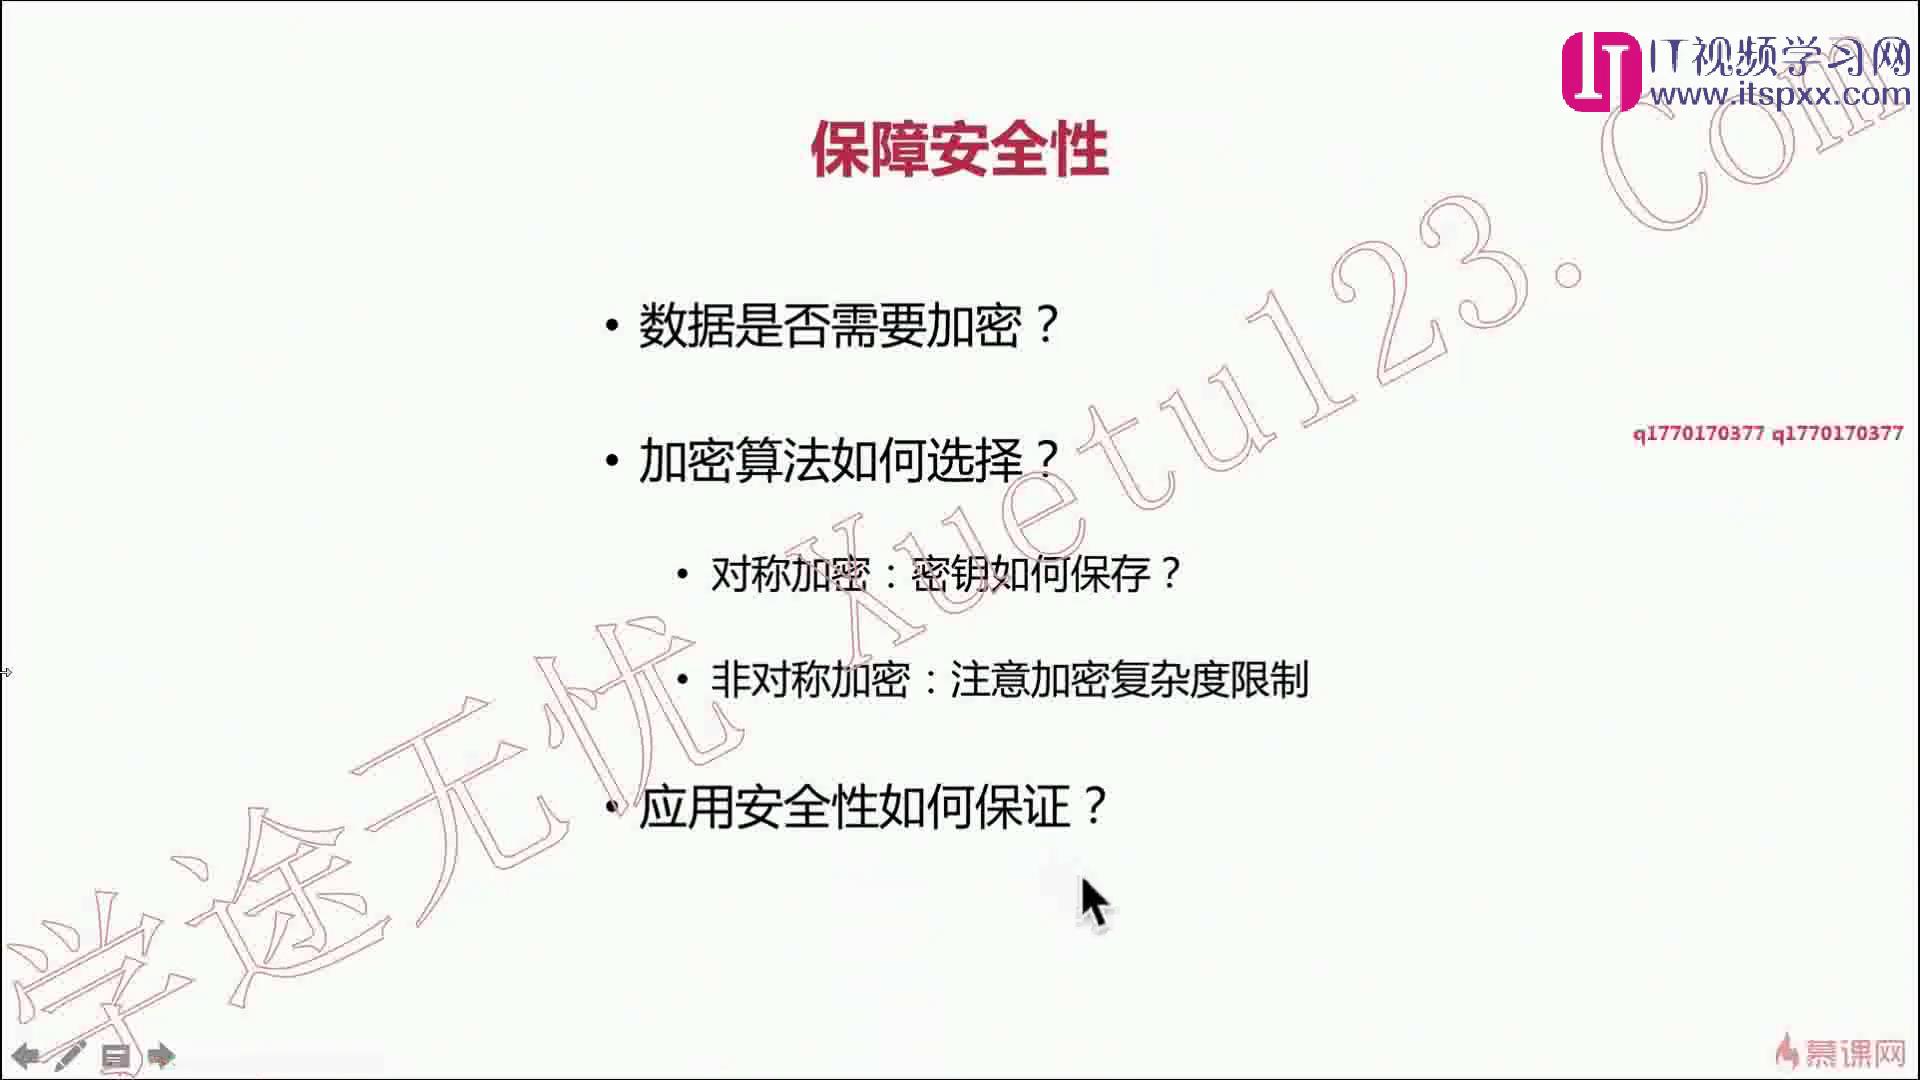 IT视频学习网
www.itspxx.com
保障安全性
• 数据是否需要加密？
q1770170377 q1770170377
• 加密算法如何选择？
• 对称加密：密钥如何保存？
• 非对称加密：注意加密复杂度限制
• 应用安全性如何保证？
学途无忧 Xuetu123.Com
慕课网